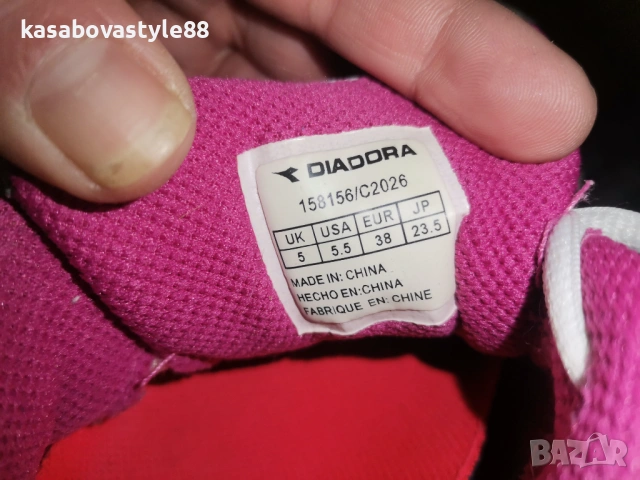 kasabovastyle88
DIADORA
158156/C2026
UK USA EUR JP
5 5.5 38 23.5
MADE IN: CHINA
HECHO EN: CHINA
FABRIQUE EN: CHINE
BAZAR